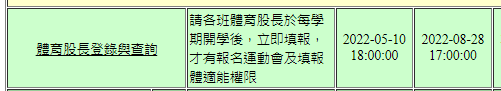 體育股長登錄與查詢
請各班體育股長於每學
期開學後，立即填報，
才有報名運動會及填報
體適能權限
2022-05-10
18:00:00
2022-08-28
17:00:00